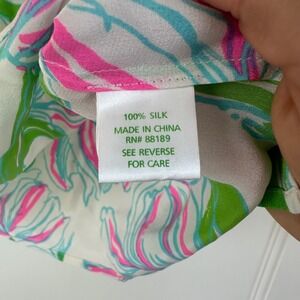 100% SILK
MADE IN CHINA
RN# 88189
SEE REVERSE
FOR CARE